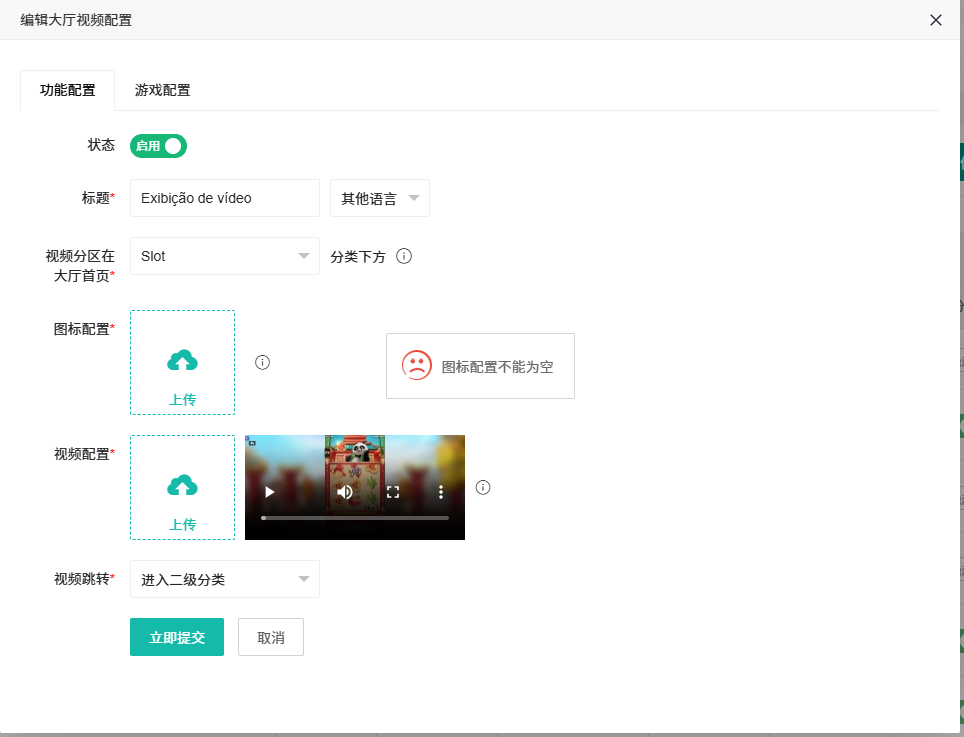 编辑大厅视频配置
功能配置 游戏配置
状态 启用
标题* Exibição de vídeo 其他语言
视频分区在
大厅首页* Slot 分类下方
图标配置*
上传
图标配置不能为空
视频配置*
上传
视频跳转* 进入二级分类
立即提交 取消